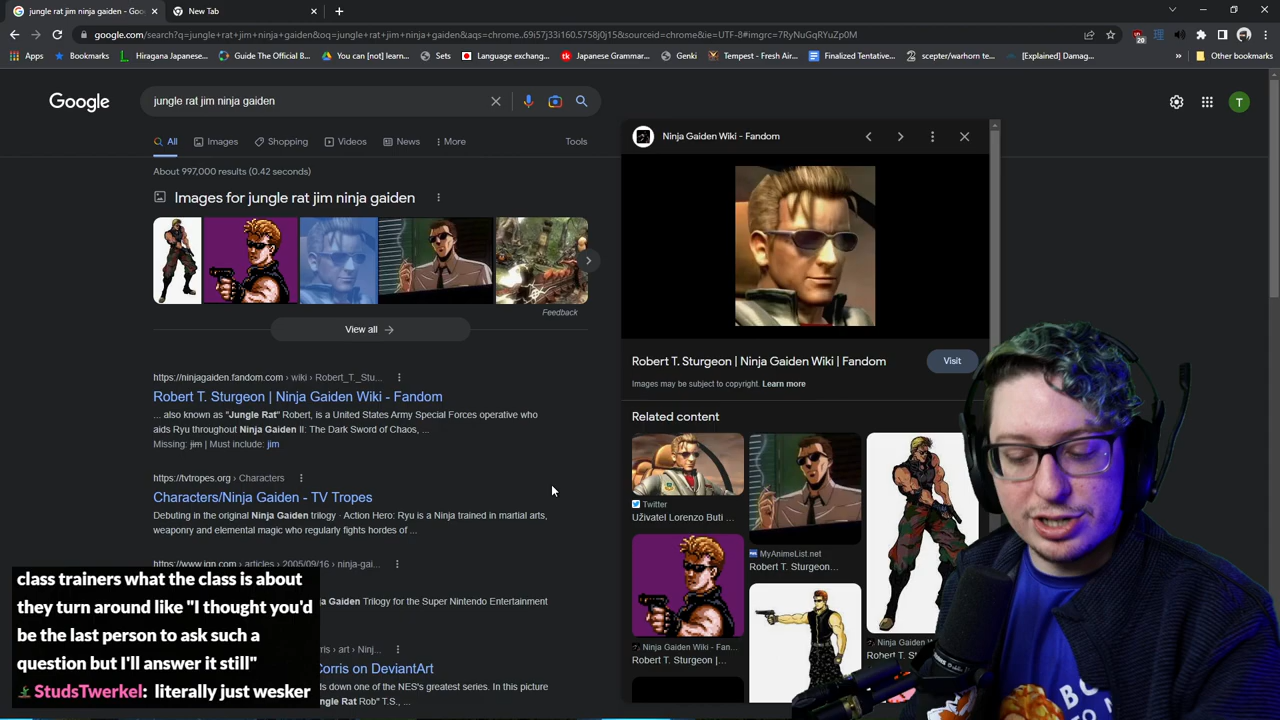 jungle rat jim ninja gaiden - Go
New Tab
google.com/search?q=jungle+rat+jim+ninja+gaiden&oq=jungle+rat+jim+ninja+gaiden&aqs=chrome..69i57j33i160.5758j0j15&sourceid=chrome&ie=UTF-8#imgrc=7RyNuGqRYuZp0M
20
Apps
Bookmarks
Hiragana Japanese...
Guide The Official B...
You can [not] learn...
Sets
Language exchang...
Japanese Grammar...
Genki
Tempest - Fresh Air...
Finalized Tentative...
scepter/warhorn te...
[Explained] Damag...
Other bookmarks
Google
jungle rat jim ninja gaiden
T
All
Images
Shopping
Videos
News
More
Tools
About 997,000 results (0.42 seconds)
Images for jungle rat jim ninja gaiden
Feedback
View all
https://ninjagaiden.fandom.com › wiki › Robert_T._Stu...
Robert T. Sturgeon | Ninja Gaiden Wiki - Fandom
... also known as "Jungle Rat" Robert, is a United States Army Special Forces operative who
aids Ryu throughout Ninja Gaiden II: The Dark Sword of Chaos, ...
Missing: jim | Must include: jim
https://tvtropes.org › Characters
Characters/Ninja Gaiden - TV Tropes
Debuting in the original Ninja Gaiden trilogy · Action Hero: Ryu is a Ninja trained in martial arts,
weaponry and elemental magic who regularly fights hordes of ...
https://www.ign.com › articles › 2005/09/16 › ninja-gai...
Gaiden Trilogy for the Super Nintendo Entertainment
› art › Ninj...
Corris on DeviantArt
down one of the NES's greatest series. In this picture
Jungle Rat Rob" T.S., ...
Ninja Gaiden Wiki - Fandom
Robert T. Sturgeon | Ninja Gaiden Wiki | Fandom
Visit
Images may be subject to copyright. Learn more
Related content
Twitter
Uživatel Lorenzo Buti ...
MyAnimeList.net
Robert T. Sturgeon...
Ninja Gaiden - Fan...
Robert T. Sturgeon |...
Ninja Gaiden W
Robert T. S
class trainers what the class is about
they turn around like "I thought you'd
be the last person to ask such a
question but I'll answer it still"
StudsTwerkel: literally just wesker
BO
TO N